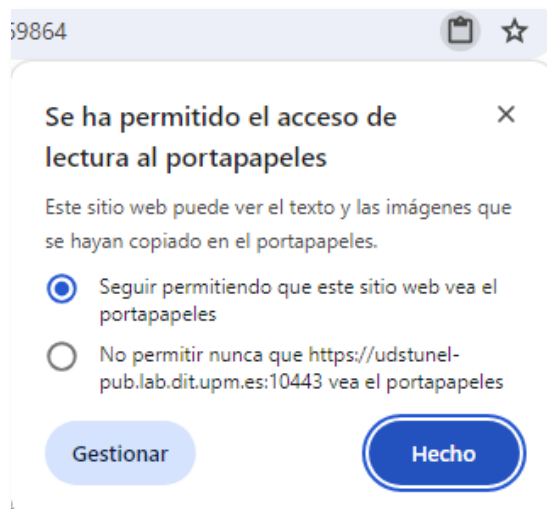 59864
Se ha permitido el acceso de
lectura al portapapeles
Este sitio web puede ver el texto y las imágenes que
se hayan copiado en el portapapeles.
Seguir permitiendo que este sitio web vea el
portapapeles
No permitir nunca que https://udstunel-
pub.lab.dit.upm.es:10443 vea el portapapeles
Gestionar
Hecho